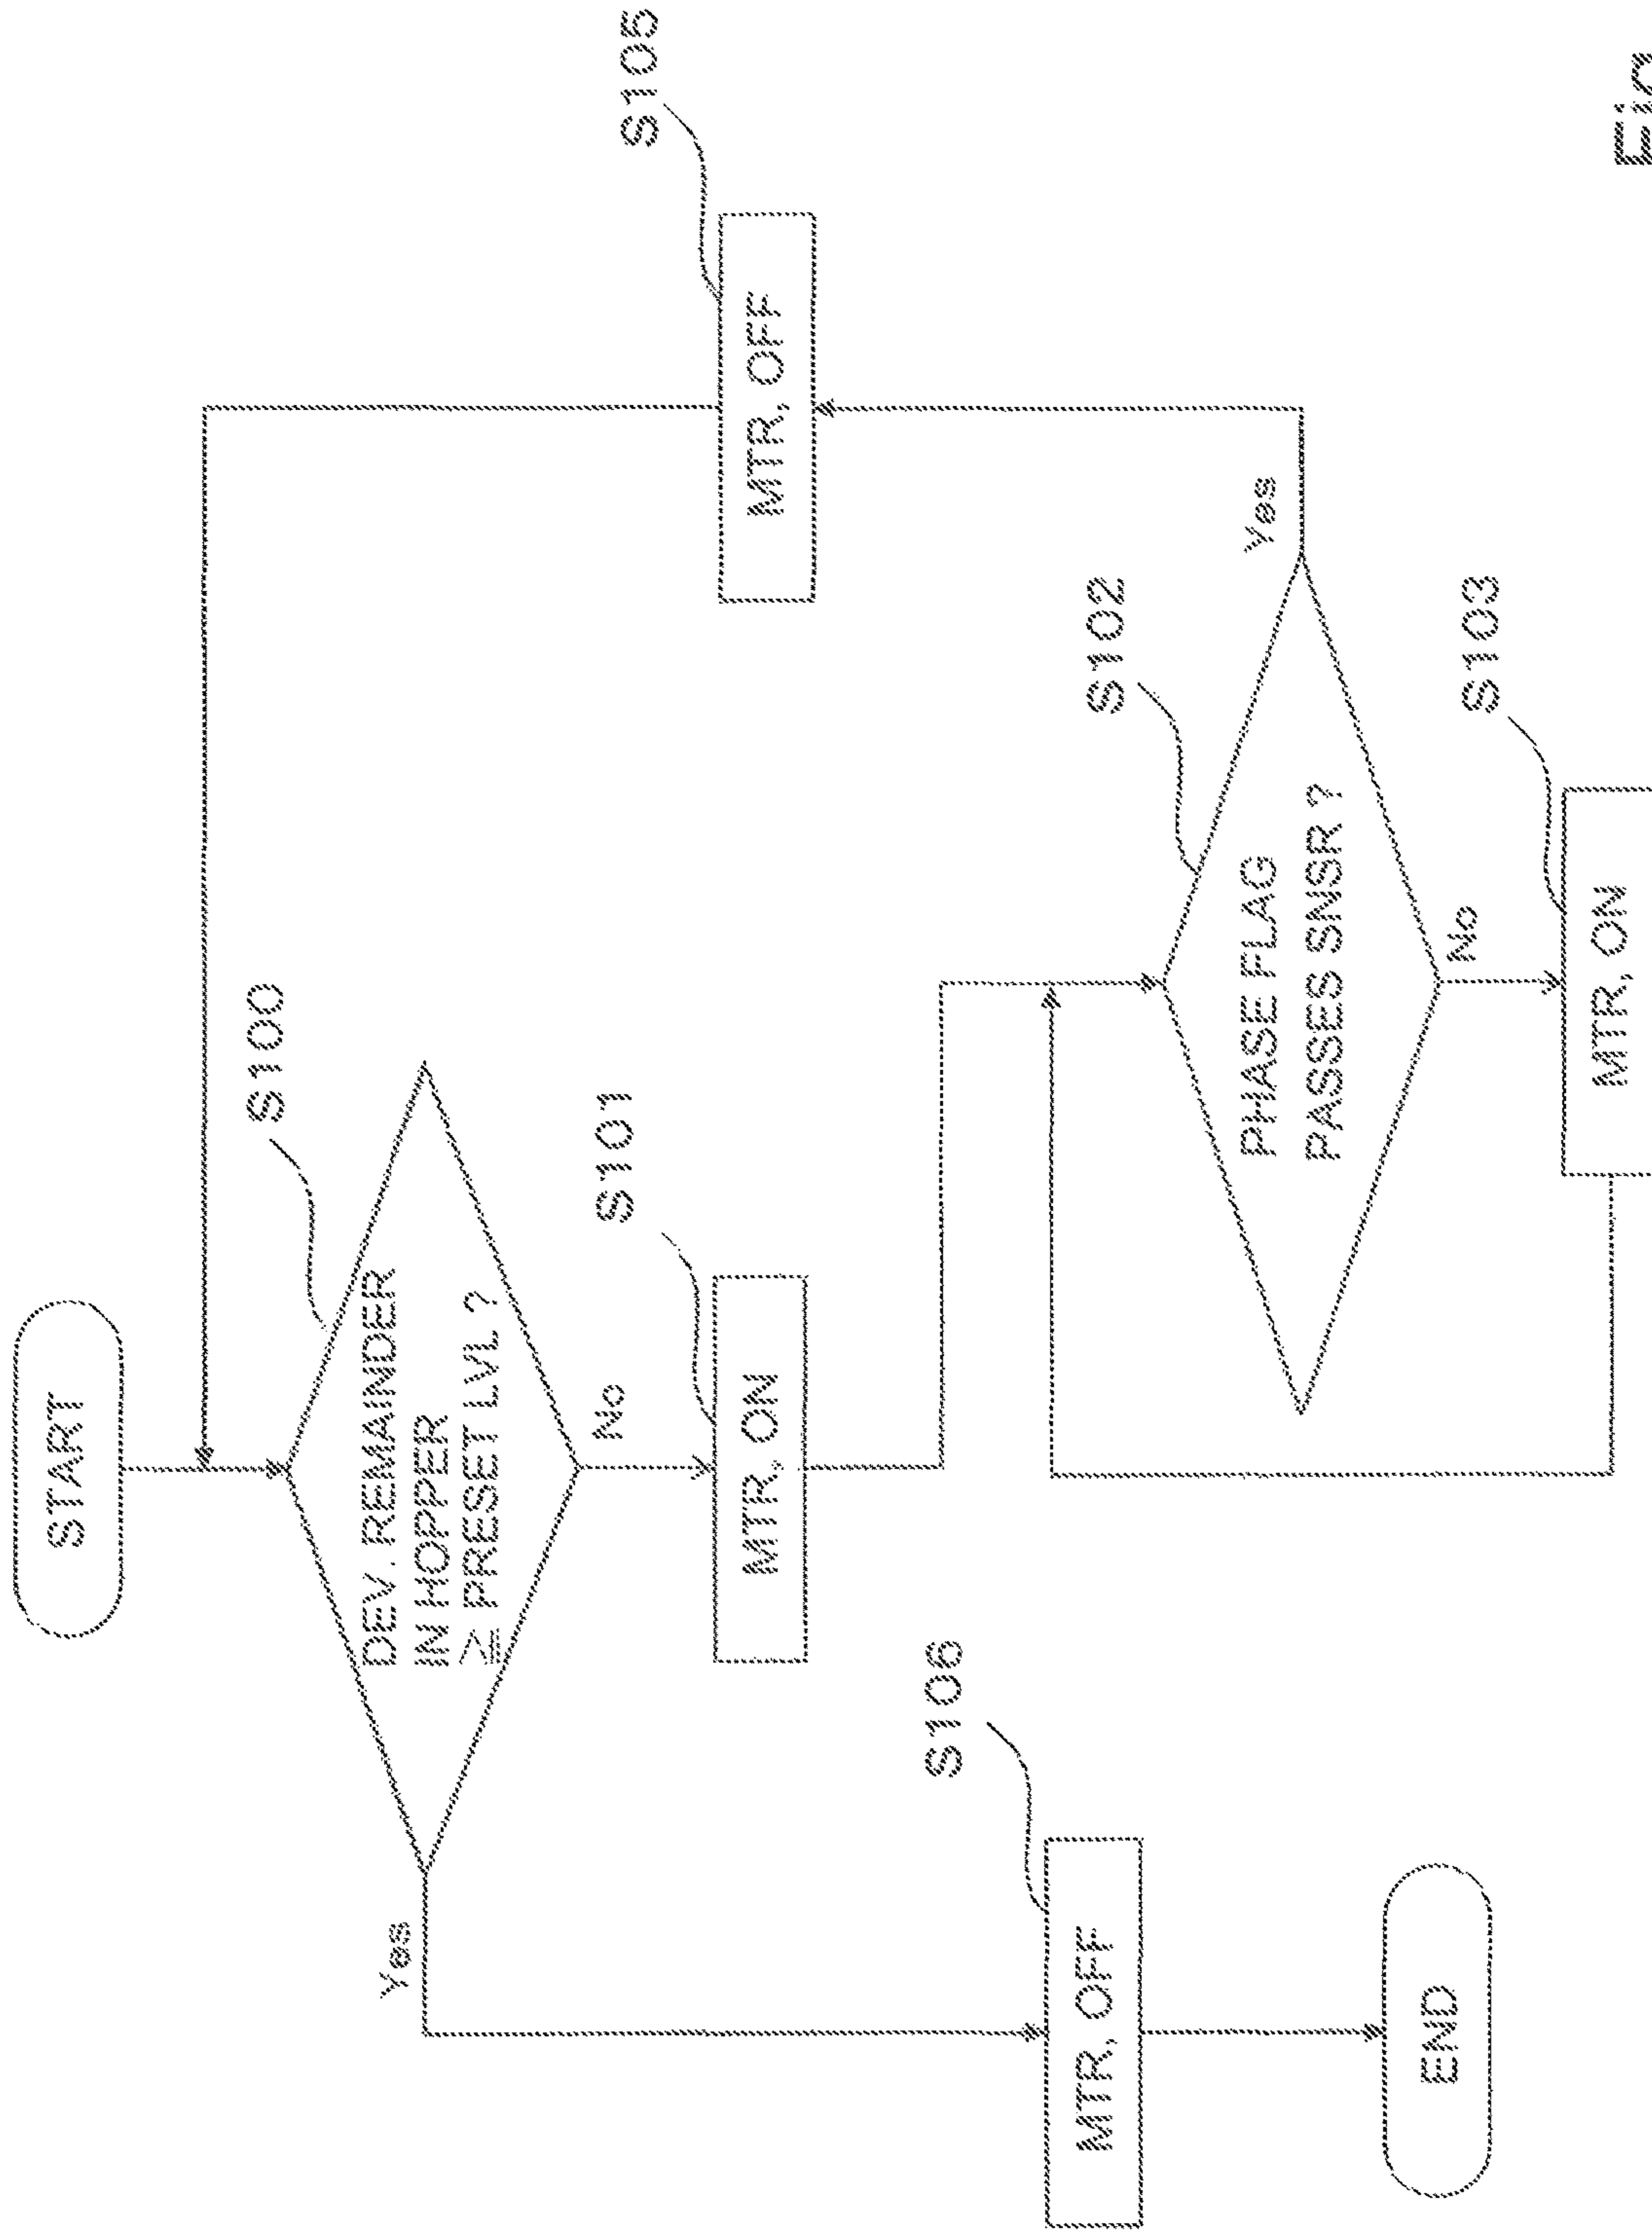 START
S100
DEV. REMAINDER
IN HOPPER
≧ PRESET LVL ?
Yes
No
S101
MTR, ON
S105
MTR, OFF
S106
MTR, OFF
END
S102
PHASE FLAG
PASSES SNSR ?
Yes
No
S103
MTR, ON
Fig